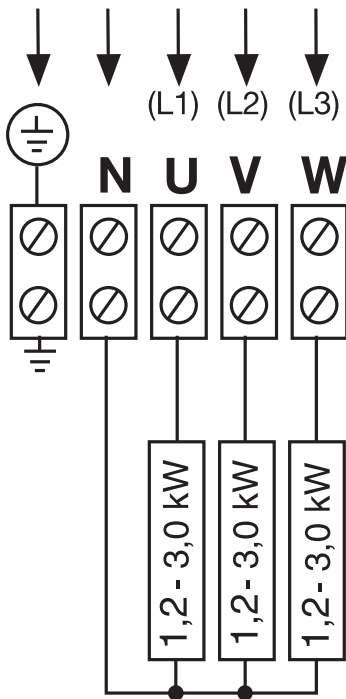 (L1) (L2) (L3)
N U V W
1,2 - 3,0 kW
1,2 - 3,0 kW
1,2 - 3,0 kW